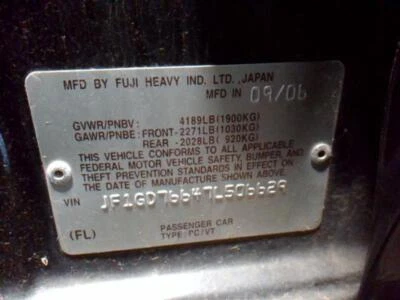 MFD BY FUJI HEAVY IND. LTD., JAPAN
MFD IN 09/06
GVWR/PNBV: 4189LB(1900KG)
GAWR/PNBE: FRONT-2271LB(1030KG)
REAR -2028LB( 920KG)
THIS VEHICLE CONFORMS TO ALL APPLICABLE
FEDERAL MOTOR VEHICLE SAFETY, BUMPER, AND
THEFT PREVENTION STANDARDS IN EFFECT ON
THE DATE OF MANUFACTURE SHOWN ABOVE.
VIN JF1GD76647L506629
(FL) PASSENGER CAR
TYPE:PC/VT